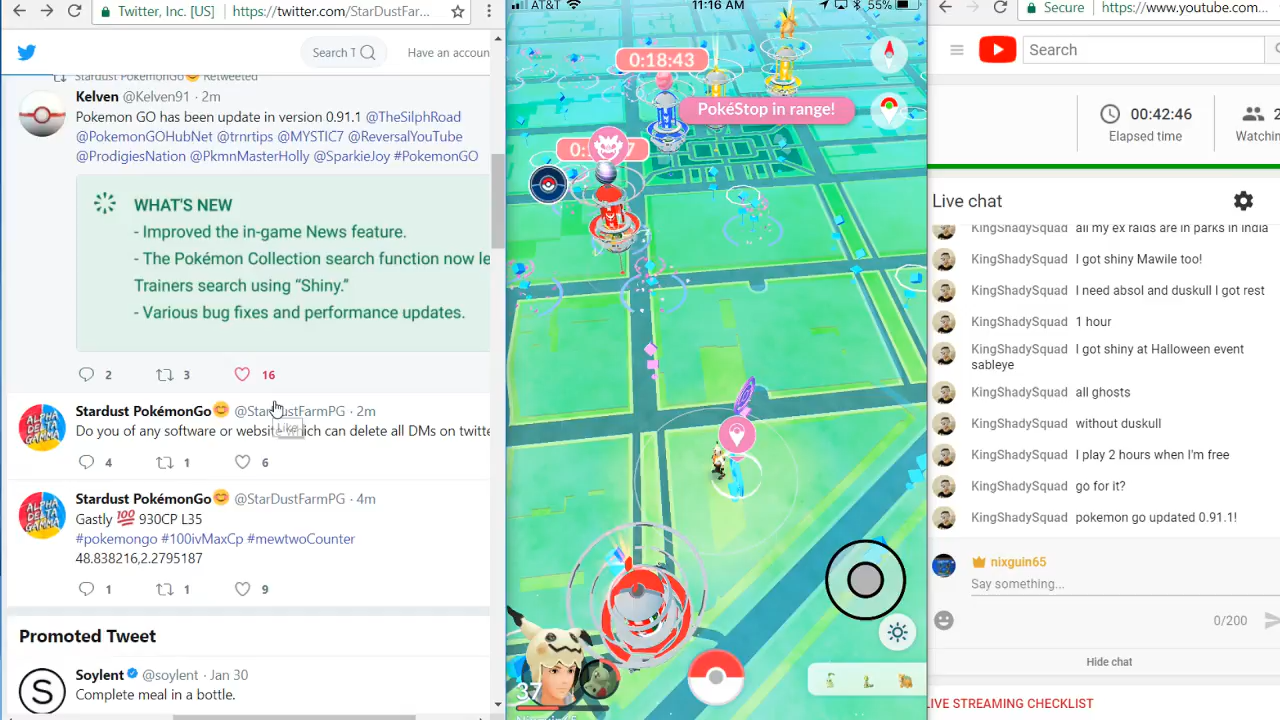 Twitter, Inc. [US]
https://twitter.com/StarDustFar...
Search T
Have an accoun
Stardust PokémonGo Retweeted
Kelven @Kelven91 · 2m
Pokemon GO has been update in version 0.91.1 @TheSilphRoad
@PokemonGOHubNet @trnrtips @MYSTIC7 @ReversalYouTube
@ProdigiesNation @PkmnMasterHolly @SparkieJoy #PokemonGO
WHAT'S NEW
- Improved the in-game News feature.
- The Pokémon Collection search function now le
Trainers search using “Shiny.”
- Various bug fixes and performance updates.
2 3 16
Stardust PokémonGo @StarDustFarmPG · 2m
Do you of any software or websit which can delete all DMs on twitte
Like
4 1 6
Stardust PokémonGo @StarDustFarmPG · 4m
Gastly 💯 930CP L35
#pokemongo #100ivMaxCp #mewtwoCounter
48.838216,2.2795187
1 1 9
Promoted Tweet
Soylent @soylent · Jan 30
Complete meal in a bottle.
S
ALPHA DELTA GAMMA
ALPHA DELTA GAMMA
AT&T
11:16 AM
55%
0:18:43
PokéStop in range!
37
Secure
https://www.youtube.com...
Search
00:42:46
Elapsed time
2
Watchin
Live chat
KingShadySquad all my ex raids are in parks in India
KingShadySquad I got shiny Mawile too!
KingShadySquad I need absol and duskull I got rest
KingShadySquad 1 hour
KingShadySquad I got shiny at Halloween event
sableye
KingShadySquad all ghosts
KingShadySquad without duskull
KingShadySquad I play 2 hours when I'm free
KingShadySquad go for it?
KingShadySquad pokemon go updated 0.91.1!
nixguin65
Say something...
0/200
Hide chat
LIVE STREAMING CHECKLIST